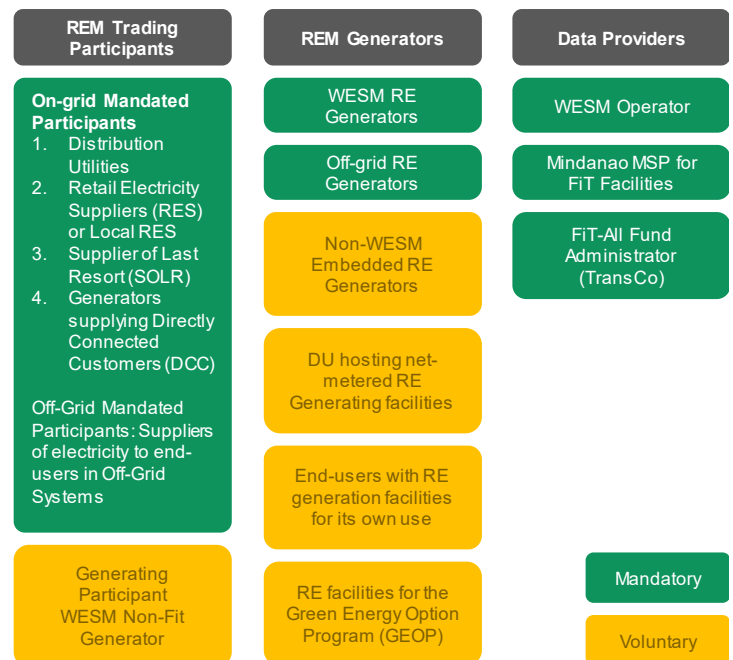 REM Trading
Participants
On-grid Mandated
Participants
1. Distribution
Utilities
2. Retail Electricity
Suppliers (RES)
or Local RES
3. Supplier of Last
Resort (SOLR)
4. Generators
supplying Directly
Connected
Customers (DCC)
Off-Grid Mandated
Participants: Suppliers
of electricity to end-
users in Off-Grid
Systems
Generating
Participant
WESM Non-Fit
Generator
REM Generators
WESM RE
Generators
Off-grid RE
Generators
Non-WESM
Embedded RE
Generators
DU hosting net-
metered RE
Generating facilities
End-users with RE
generation facilities
for its own use
RE facilities for the
Green Energy Option
Program (GEOP)
Data Providers
WESM Operator
Mindanao MSP for
FiT Facilities
FiT-All Fund
Administrator
(TransCo)
Mandatory
Voluntary